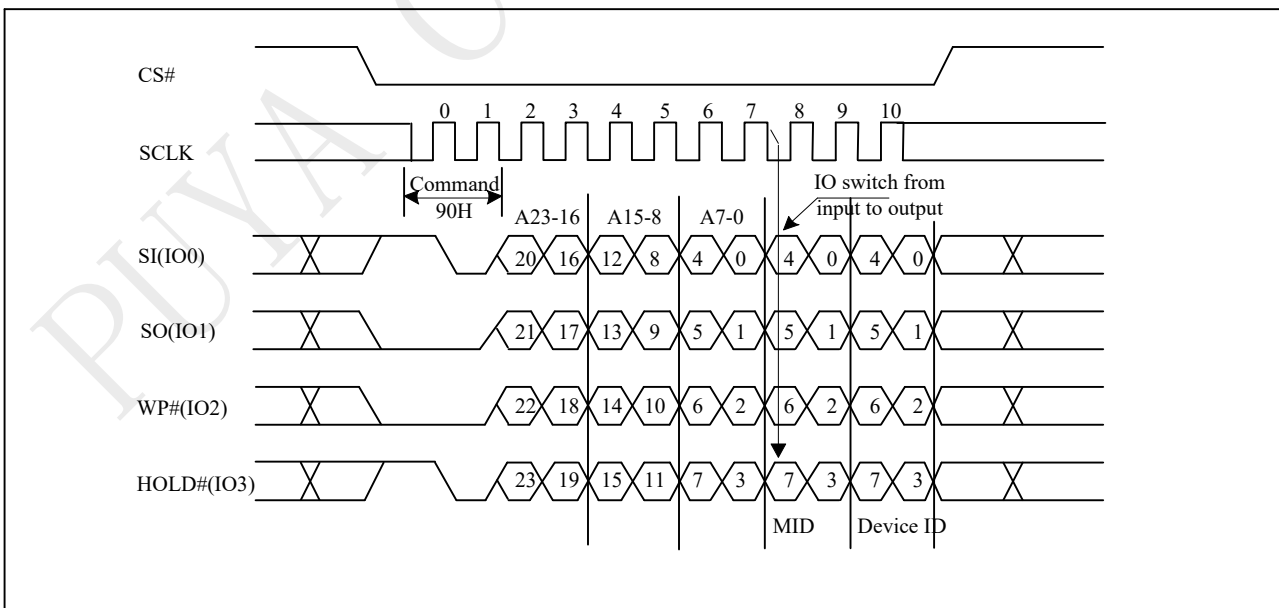 CS#
0 1 2 3 4 5 6 7 8 9 10
SCLK
Command
90H
IO switch from
input to output
A23-16 A15-8 A7-0
SI(IO0) 20 16 12 8 4 0 4 0 4 0
SO(IO1) 21 17 13 9 5 1 5 1 5 1
WP#(IO2) 22 18 14 10 6 2 6 2 6 2
HOLD#(IO3) 23 19 15 11 7 3 7 3 7 3
MID Device ID
PUYA